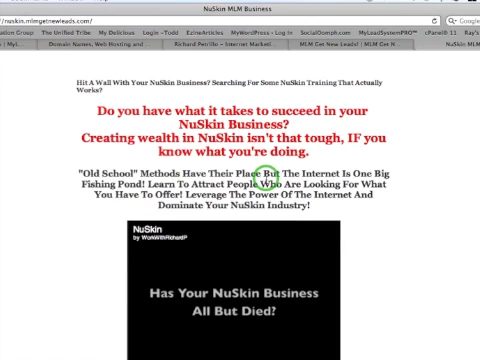 NuSkin MLM Business
/nuskin.mlmgetnewleads.com/
ation Group The Unified Tribe My Debt Login: Todd EzineArticles MyWordPress › Log In SocialOomph.com MyLeadSystemPRO™ cPanel® 11 Ray's
Domain Names, Web Hosting and ... Richard Petrillo – Internet Market... MLM Get New Leads! | MLM Get N... NuSkin ML
Hit A Wall With Your NuSkin Business? Searching For Some NuSkin Training That Actually
Works?
Do you have what it takes to succeed in your
NuSkin Business?
Creating wealth in NuSkin isn't that tough, IF you
know what you're doing.
"Old School" Methods Have Their Place But The Internet Is One Big
Fishing Pond! Learn To Attract People Who Are Looking For What
You Have To Offer! Leverage The Power Of The Internet And
Dominate Your NuSkin Industry!
NuSkin
by WorkWithRichardP
Has Your NuSkin Business
All But Died?